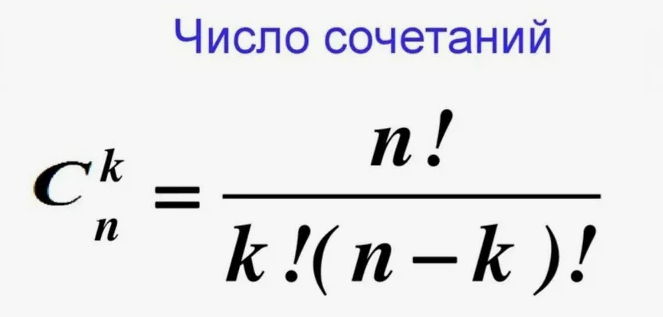 Число сочетаний
C^k_n = n! / k!(n-k)!